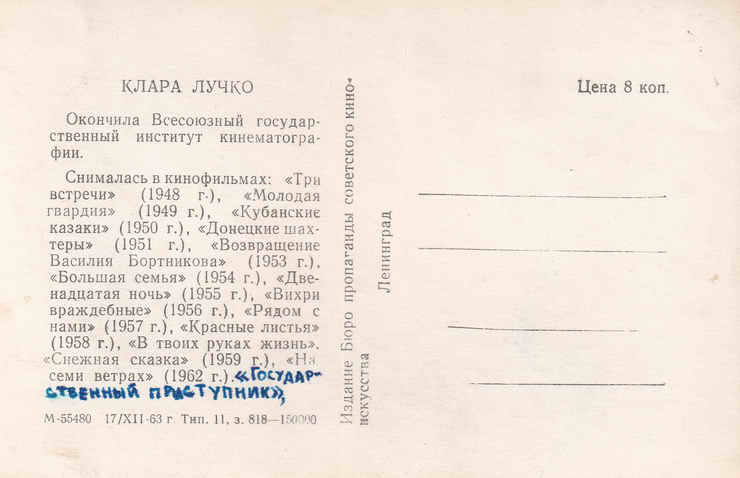 КЛАРА ЛУЧКО
Окончила Всесоюзный государ-
ственный институт кинематогра-
фии.
Снималась в кинофильмах: «Три
встречи» (1948 г.), «Молодая
гвардия» (1949 г.), «Кубанские
казаки» (1950 г.), «Донецкие шах-
теры» (1951 г.), «Возвращение
Василия Бортникова» (1953 г.),
«Большая семья» (1954 г.), «Две-
надцатая ночь» (1955 г.), «Вихри
враждебные» (1956 г.), «Рядом с
нами» (1957 г.), «Красные листья»
(1958 г.), «В твоих руках жизнь».
«Снежная сказка» (1959 г.), «На
семи ветрах» (1962 г.). «ГОСУДАР-
СТВЕННЫЙ ПРИСТУПНИК»,
М-55480 17/XII-63 г. Тип. 11, з. 818—150000
Издание Бюро пропаганды советского кино-
искусства
Ленинград
Цена 8 коп.